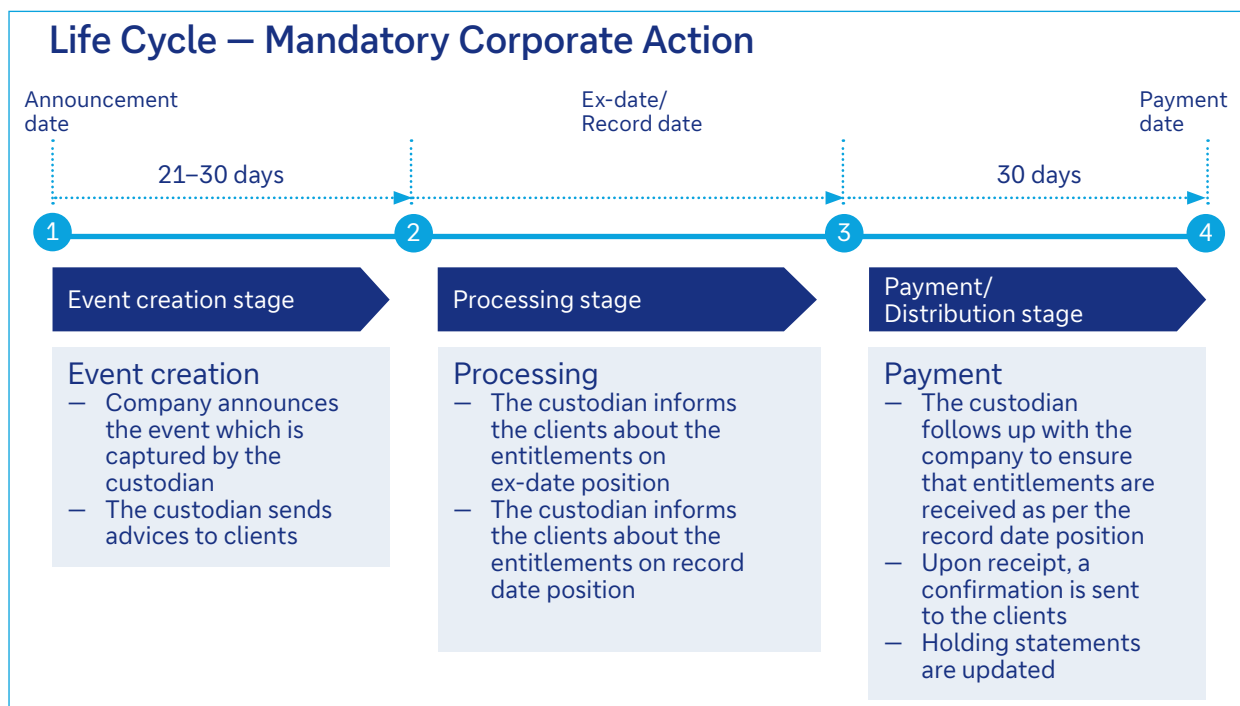 Life Cycle — Mandatory Corporate Action
Announcement
date
Ex-date/
Record date
Payment
date
21–30 days
30 days
1
2
3
4
Event creation stage
Processing stage
Payment/
Distribution stage
Event creation
— Company announces
the event which is
captured by the
custodian
— The custodian sends
advices to clients
Processing
— The custodian informs
the clients about the
entitlements on
ex-date position
— The custodian informs
the clients about the
entitlements on record
date position
Payment
— The custodian
follows up with the
company to ensure
that entitlements are
received as per the
record date position
— Upon receipt, a
confirmation is sent
to the clients
— Holding statements
are updated